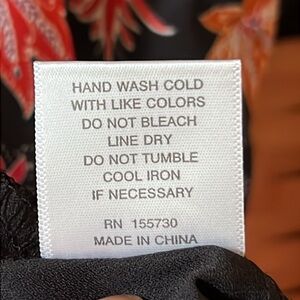 HAND WASH COLD
WITH LIKE COLORS
DO NOT BLEACH
LINE DRY
DO NOT TUMBLE
COOL IRON
IF NECESSARY
RN 155730
MADE IN CHINA